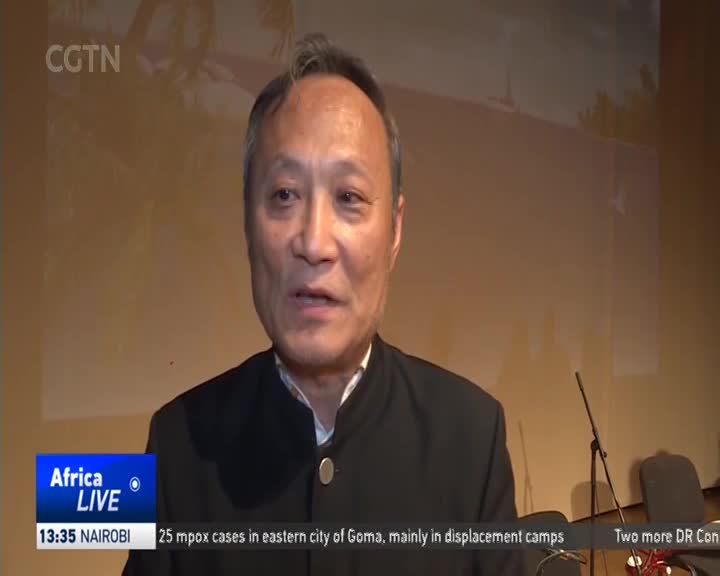 CGTN
Africa
LIVE
13:35 NAIROBI
25 mpox cases in eastern city of Goma, mainly in displacement camps
Two more DR Con